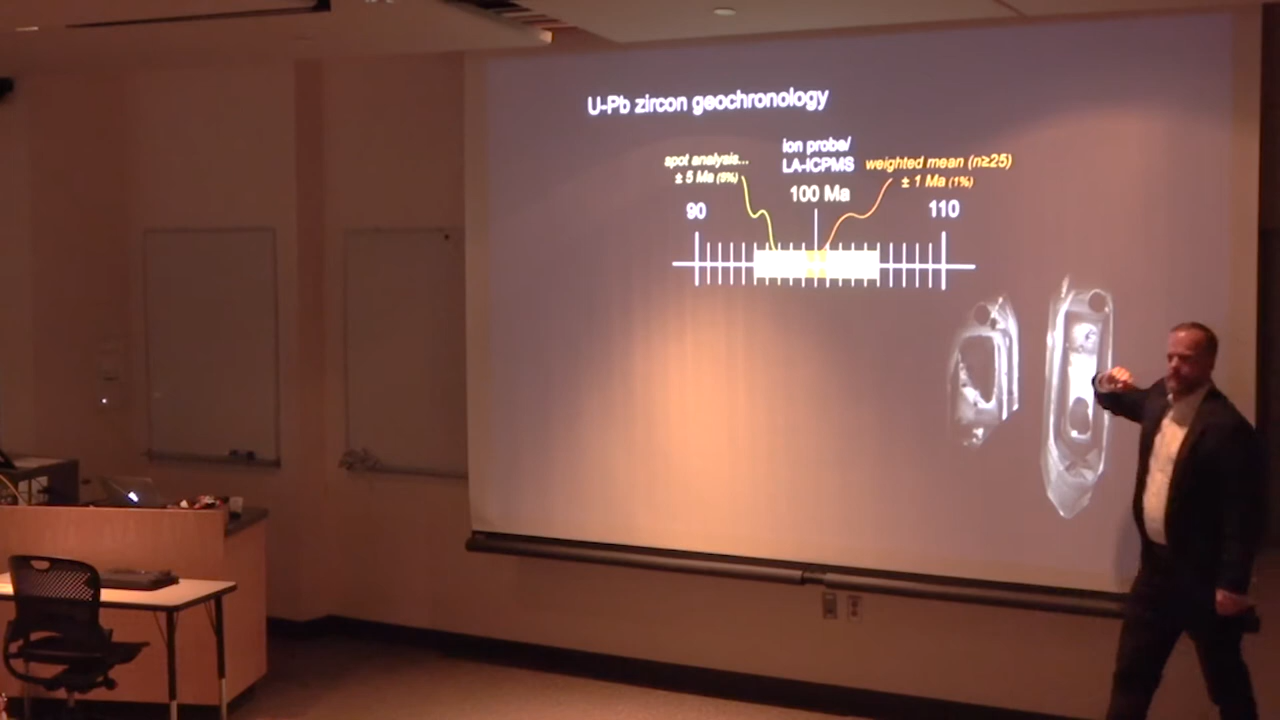 U-Pb zircon geochronology
ion probe/
LA-ICPMS
spot analysis...
± 5 Ma (5%)
weighted mean (n≥25)
± 1 Ma (1%)
100 Ma
90
110